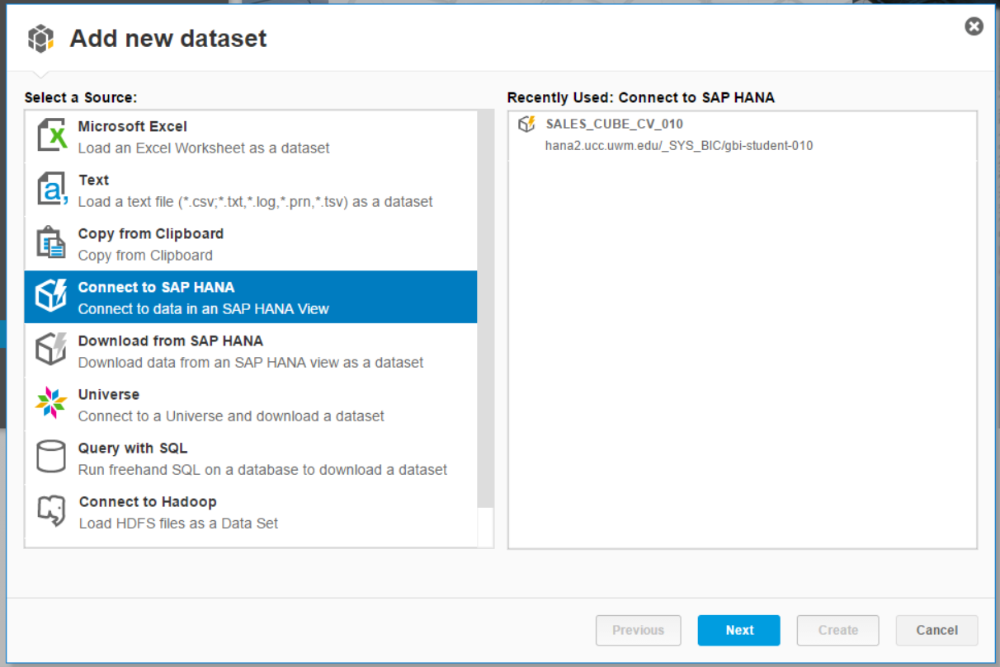 Add new dataset
Select a Source:
Microsoft Excel
Load an Excel Worksheet as a dataset
Text
Load a text file (*.csv;*.txt,*.log,*.prn,*.tsv) as a dataset
Copy from Clipboard
Copy from Clipboard
Connect to SAP HANA
Connect to data in an SAP HANA View
Download from SAP HANA
Download data from an SAP HANA view as a dataset
Universe
Connect to a Universe and download a dataset
Query with SQL
Run freehand SQL on a database to download a dataset
Connect to Hadoop
Load HDFS files as a Data Set
Recently Used: Connect to SAP HANA
SALES_CUBE_CV_010
hana2.ucc.uwm.edu/_SYS_BIC/gbi-student-010
Previous
Next
Create
Cancel